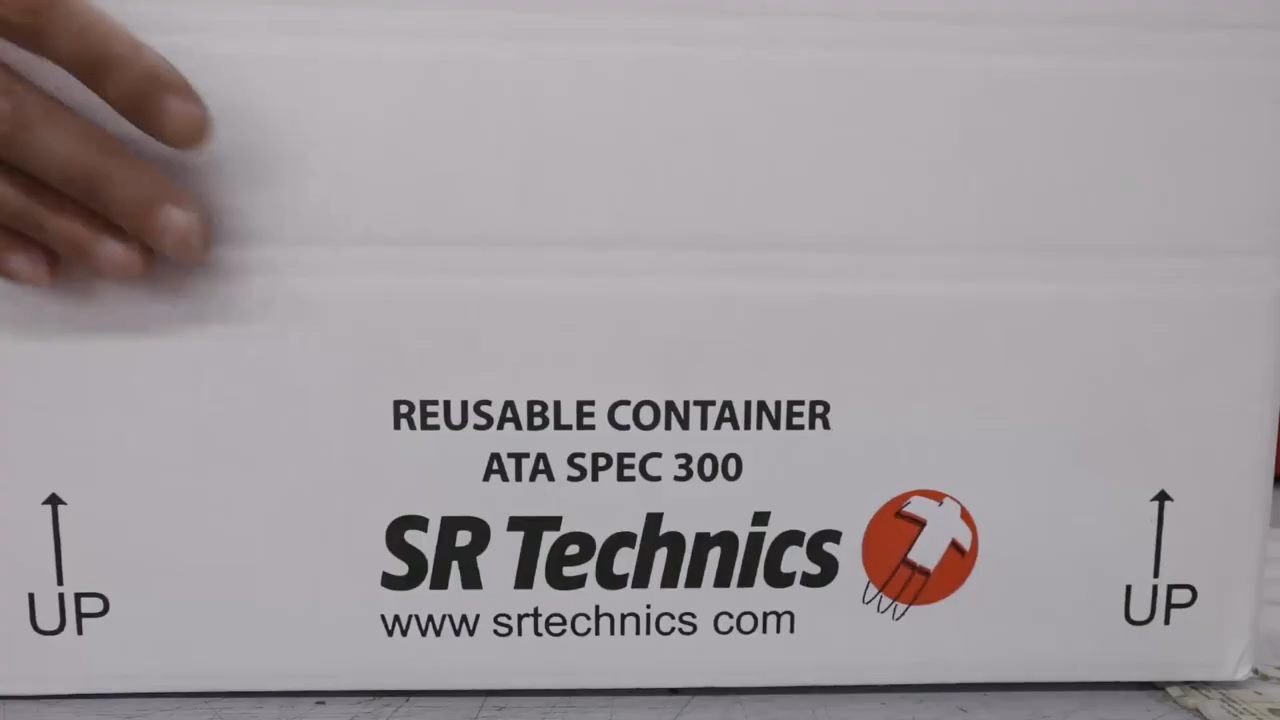 REUSABLE CONTAINER
ATA SPEC 300
SR Technics
www srtechnics com
UP
UP